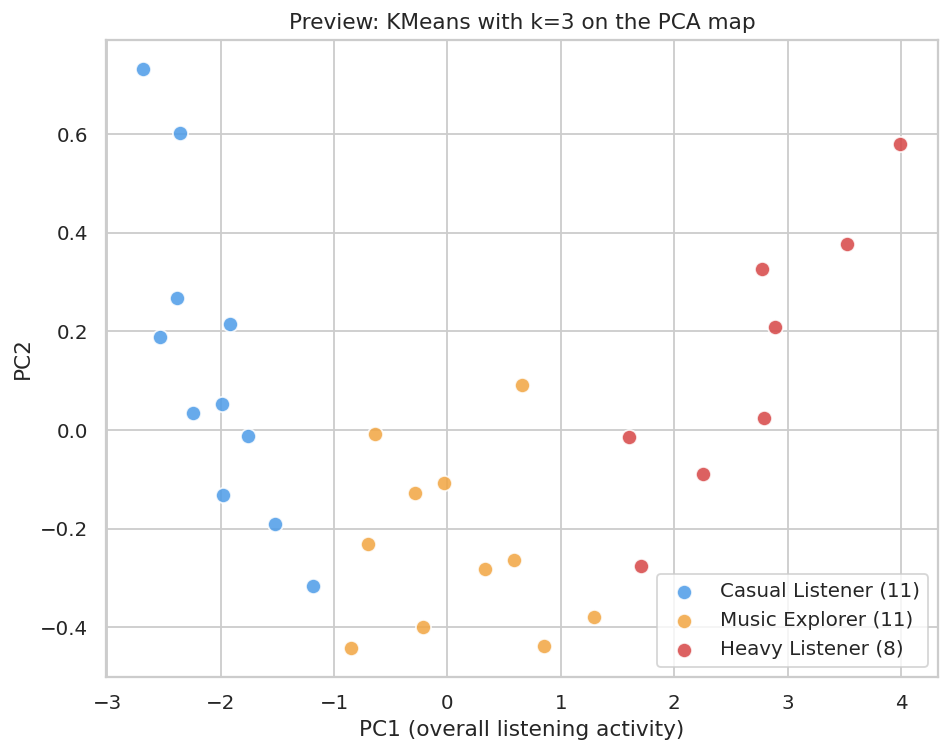 Preview: KMeans with k=3 on the PCA map
PC2
0.6
0.4
0.2
0.0
−0.2
−0.4
Casual Listener (11)
Music Explorer (11)
Heavy Listener (8)
−3 −2 −1 0 1 2 3 4
PC1 (overall listening activity)